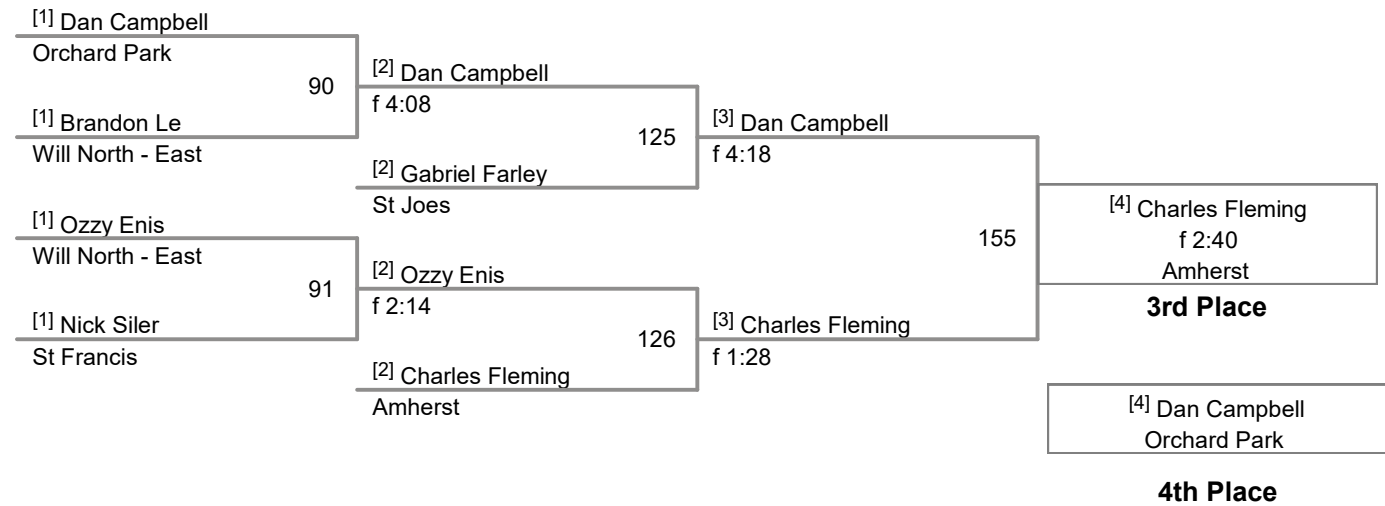 [1] Dan Campbell
Orchard Park
90
[1] Brandon Le
Will North - East
[1] Ozzy Enis
Will North - East
91
[1] Nick Siler
St Francis
[2] Dan Campbell
f 4:08
125
[2] Gabriel Farley
St Joes
[2] Ozzy Enis
f 2:14
126
[2] Charles Fleming
Amherst
[3] Dan Campbell
f 4:18
155
[3] Charles Fleming
f 1:28
[4] Charles Fleming
f 2:40
Amherst
3rd Place
[4] Dan Campbell
Orchard Park
4th Place